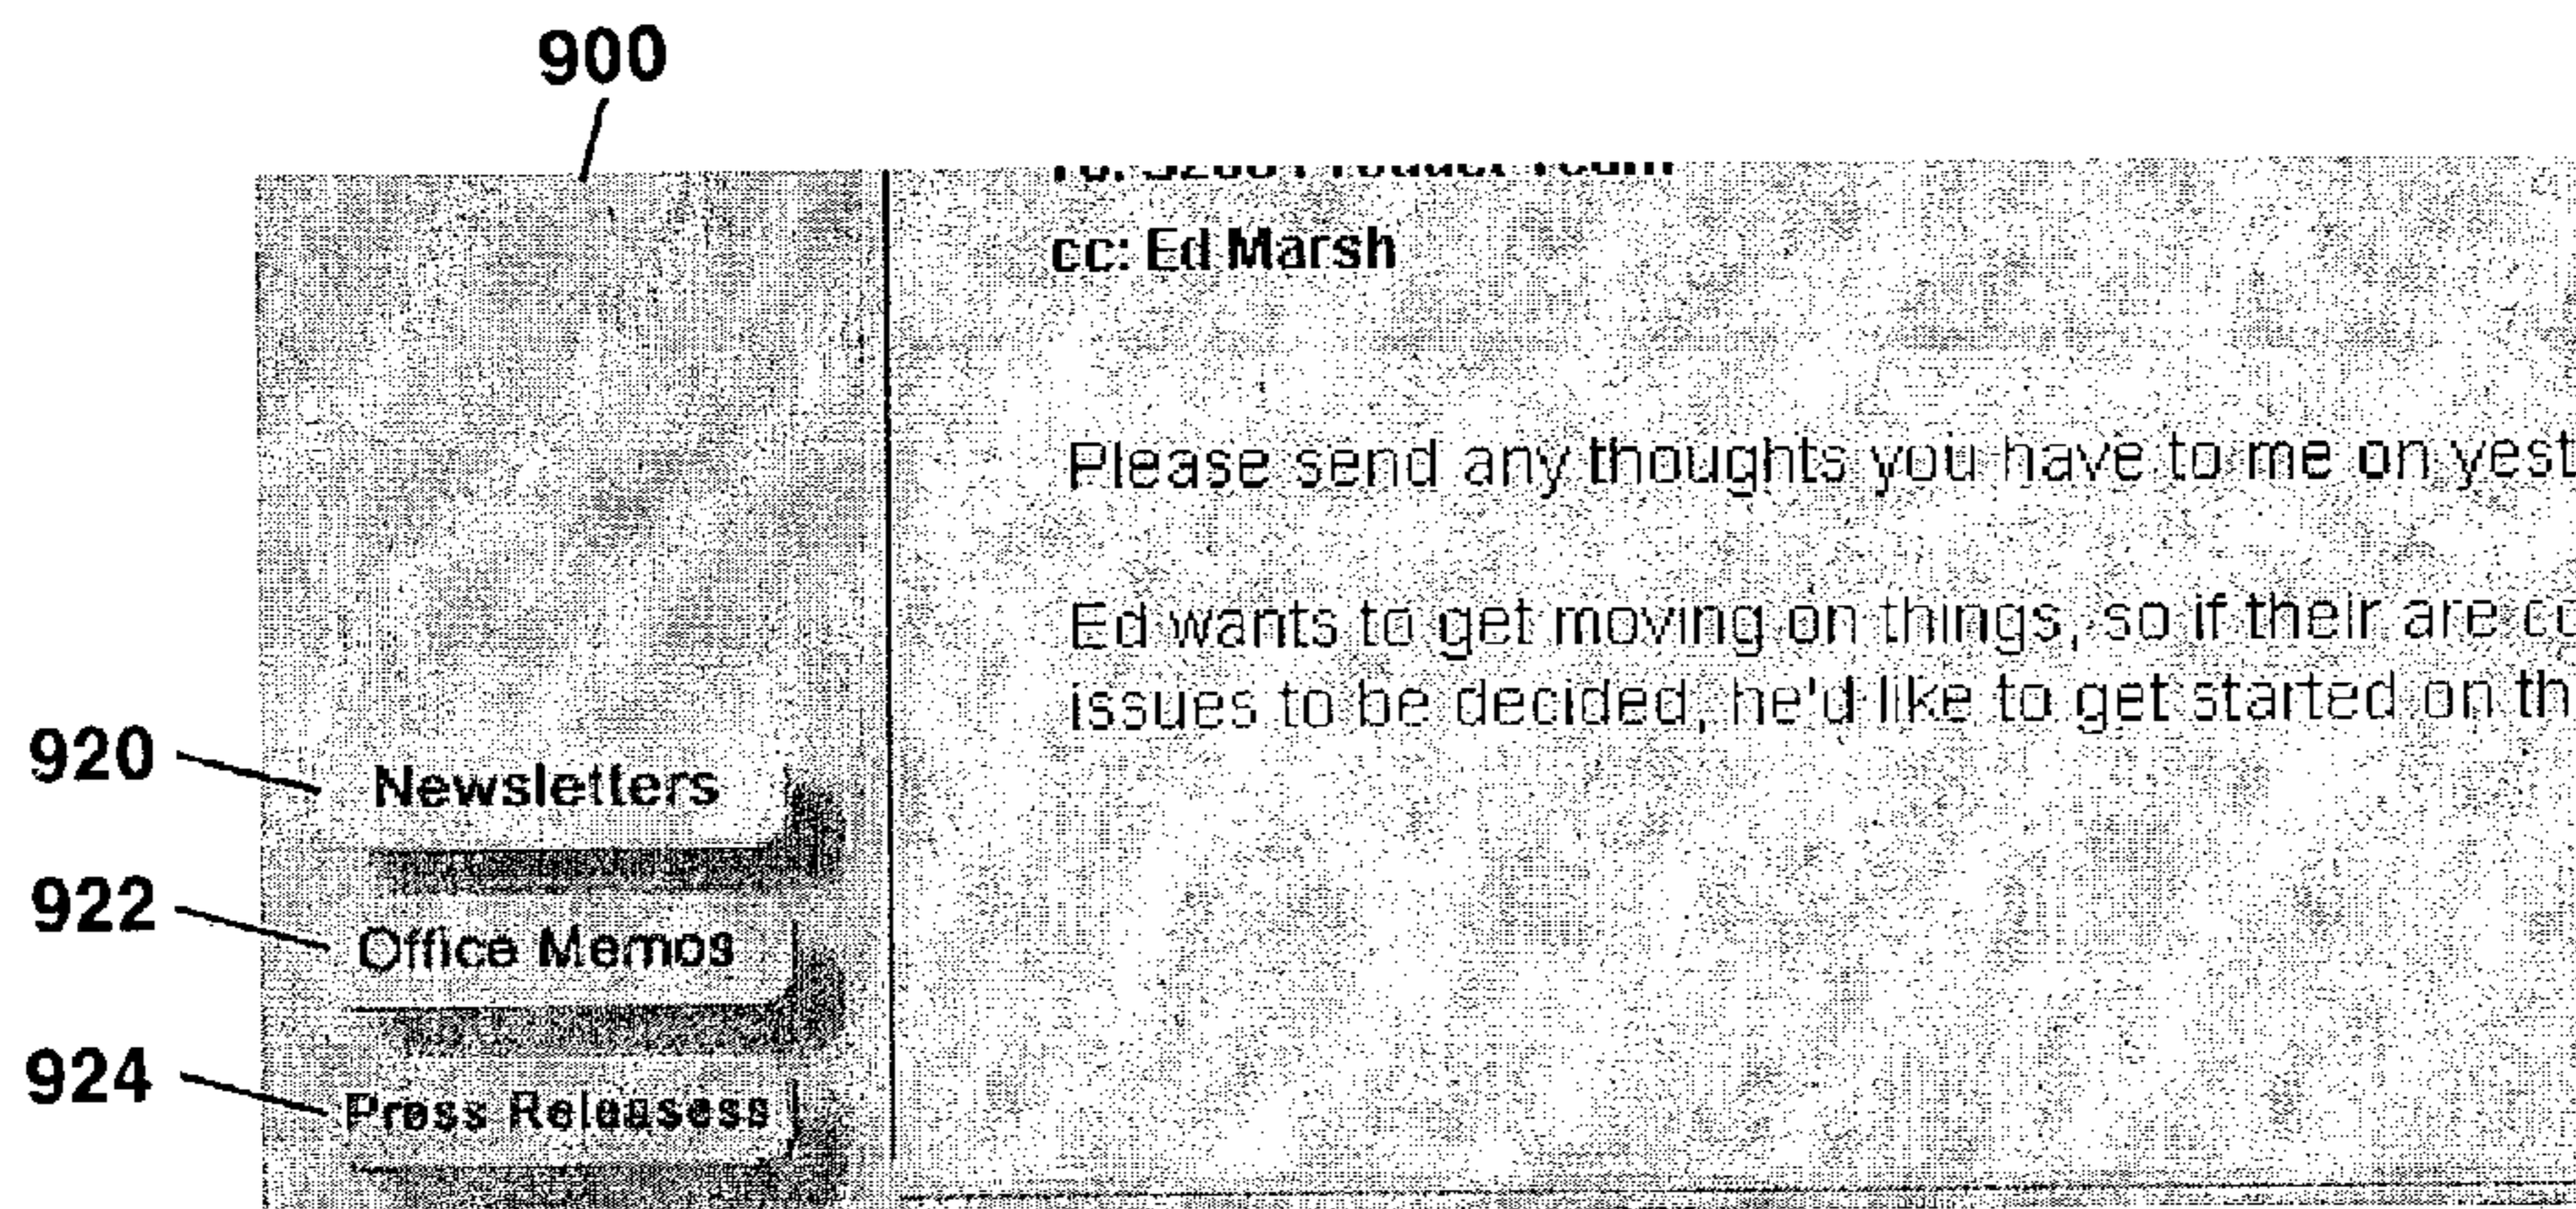 900
cc: Ed Marsh
Please send any thoughts you have to me on yest
Ed wants to get moving on things, so if their are co
issues to be decided, he'd like to get started on th
920 Newsletters
922 Office Memos
924 Press Releasess